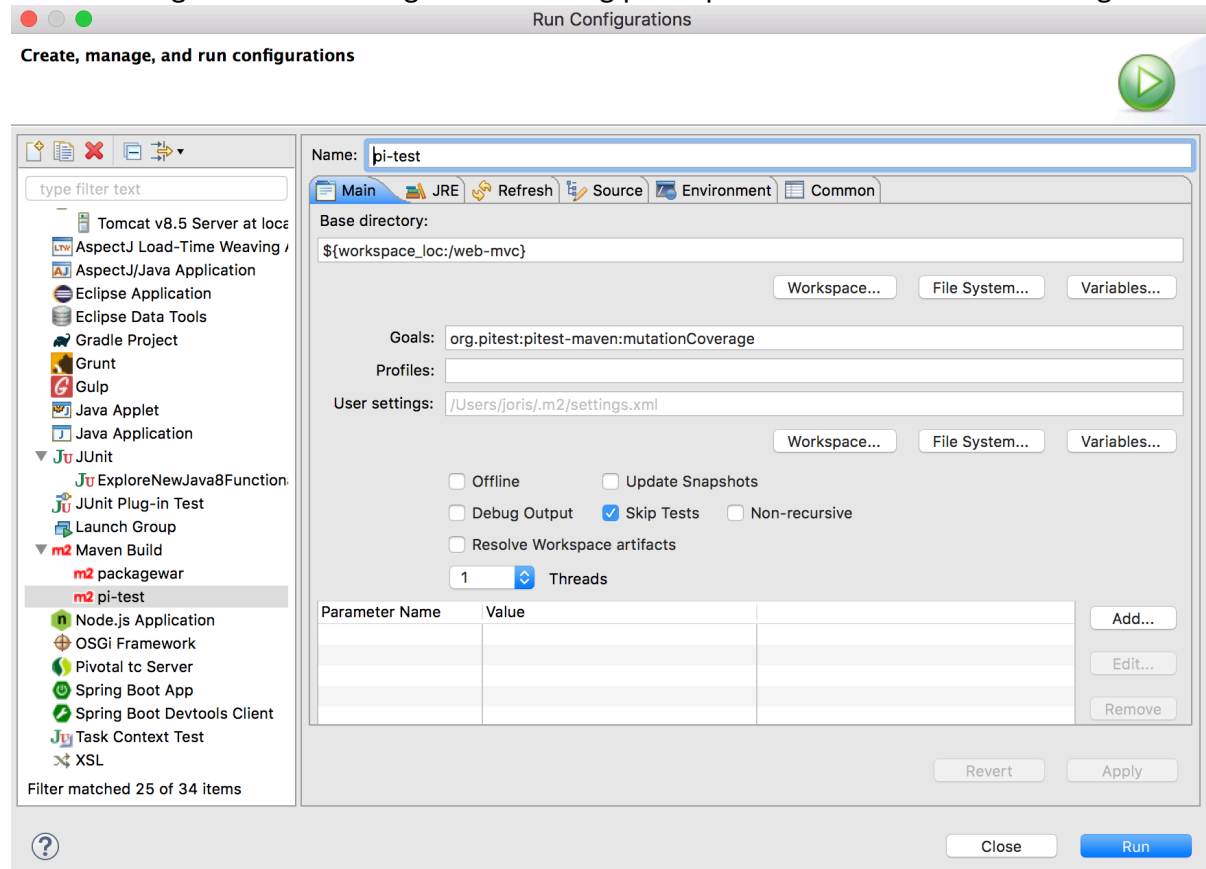 Run Configurations
Create, manage, and run configurations
type filter text
Tomcat v8.5 Server at loca
AspectJ Load-Time Weaving
AspectJ/Java Application
Eclipse Application
Eclipse Data Tools
Gradle Project
Grunt
Gulp
Java Applet
Java Application
JUnit
ExploreNewJava8Function
JUnit Plug-in Test
Launch Group
m2 Maven Build
m2 packagewar
m2 pi-test
Node.js Application
OSGi Framework
Pivotal tc Server
Spring Boot App
Spring Boot Devtools Client
Task Context Test
XSL
Filter matched 25 of 34 items
Name: pi-test
Main JRE Refresh Source Environment Common
Base directory:
${workspace_loc:/web-mvc}
Workspace... File System... Variables...
Goals: org.pitest:pitest-maven:mutationCoverage
Profiles:
User settings: /Users/joris/.m2/settings.xml
Workspace... File System... Variables...
Offline Update Snapshots
Debug Output Skip Tests Non-recursive
Resolve Workspace artifacts
1 Threads
Parameter Name Value
Add...
Edit...
Remove
Revert Apply
? Close Run